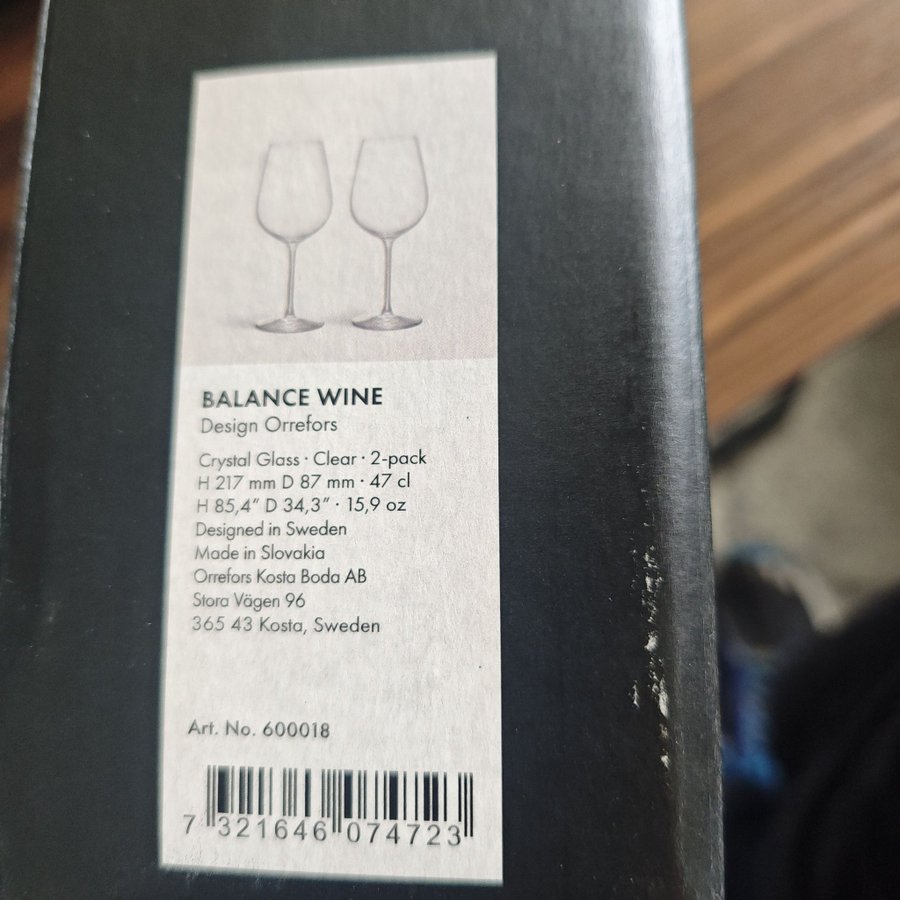 BALANCE WINE
Design Orrefors
Crystal Glass · Clear · 2-pack
H 217 mm D 87 mm · 47 cl
H 85,4” D 34,3” · 15,9 oz
Designed in Sweden
Made in Slovakia
Orrefors Kosta Boda AB
Stora Vägen 96
365 43 Kosta, Sweden
Art. No. 600018
7 321646 074723